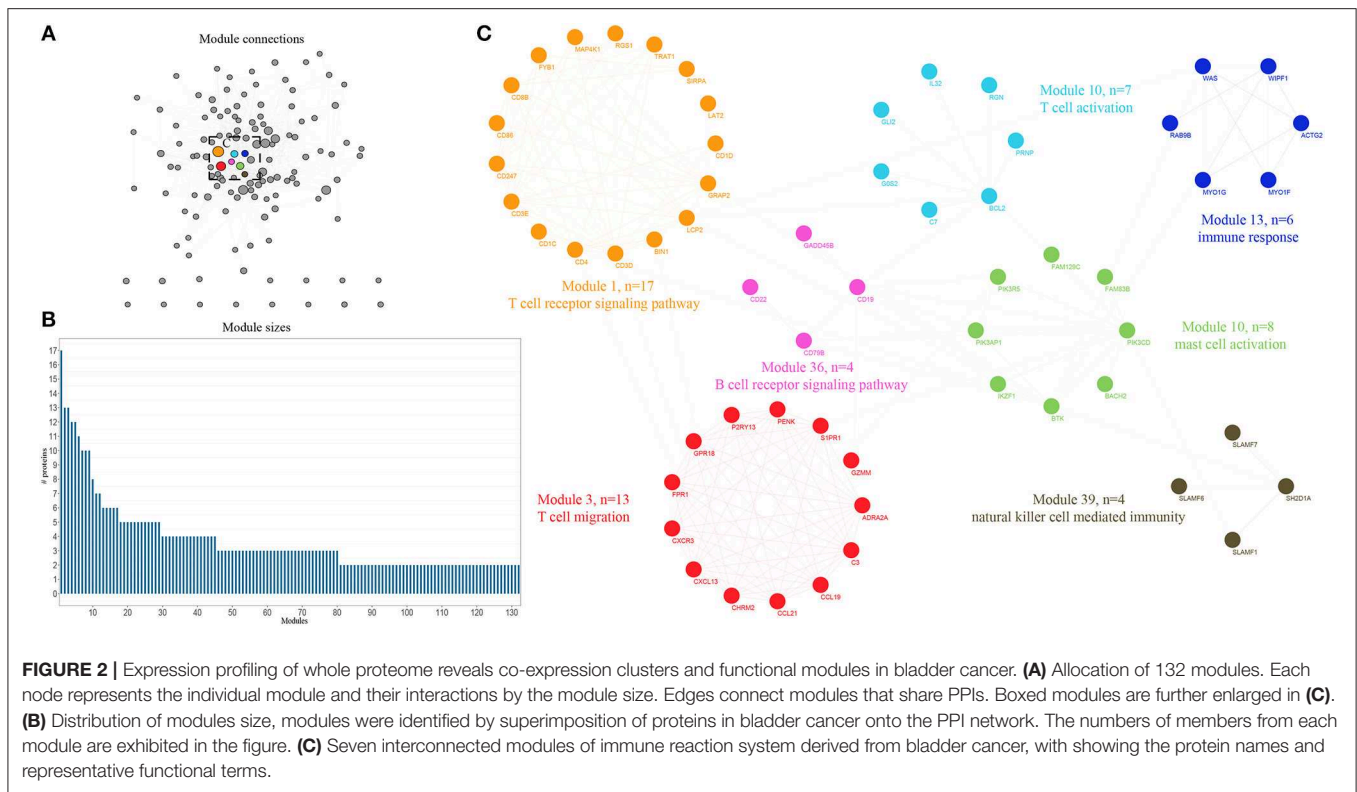 A
Module connections
C
B
Module sizes
# proteins
17
16
15
14
13
12
11
10
9
8
7
6
5
4
3
2
1
0
10 20 30 40 50 60 70 80 90 100 110 120 130
Modules
C
MAP4K1
RGS1
TRAT1
FYB1
SIRPA
CD8B
LAT2
CD86
CD1D
CD247
GRAP2
CD3E
LCP2
CD1C
BIN1
CD4
CD3D
Module 1, n=17
T cell receptor signaling pathway
IL32
RGN
GLI2
PRNP
BCL2
C7
Module 10, n=7
T cell activation
WAS
WIPF1
RAB9B
ACTG2
MYO1G
MYO1F
Module 13, n=6
immune response
GADD45B
CD22
CD19
CD79B
Module 36, n=4
B cell receptor signaling pathway
FAM129C
PIK3R5
FAM83B
PIK3AP1
PIK3CD
IKZF1
BACH2
BTK
Module 10, n=8
mast cell activation
PENK
P2RY13
S1PR1
GPR18
GZMM
FPR1
ADRA2A
CXCR3
C3
CXCL13
CCL19
CHRM2
CCL21
Module 3, n=13
T cell migration
SLAMF7
SLAMF6
SH2D1A
SLAMF1
Module 39, n=4
natural killer cell mediated immunity
FIGURE 2 | Expression profiling of whole proteome reveals co-expression clusters and functional modules in bladder cancer. (A) Allocation of 132 modules. Each
node represents the individual module and their interactions by the module size. Edges connect modules that share PPIs. Boxed modules are further enlarged in (C).
(B) Distribution of modules size, modules were identified by superimposition of proteins in bladder cancer onto the PPI network. The numbers of members from each
module are exhibited in the figure. (C) Seven interconnected modules of immune reaction system derived from bladder cancer, with showing the protein names and
representative functional terms.